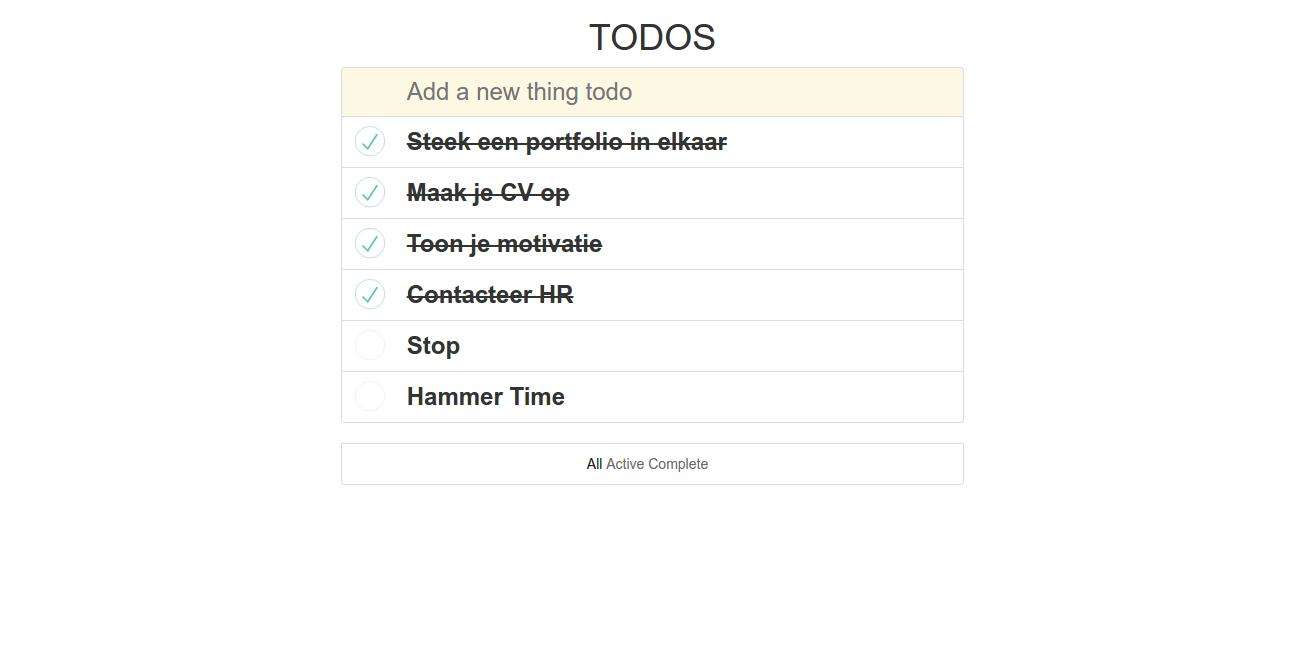 TODOS
Add a new thing todo
Steek een portfolio in elkaar
Maak je CV op
Toon je motivatie
Contacteer HR
Stop
Hammer Time
All Active Complete